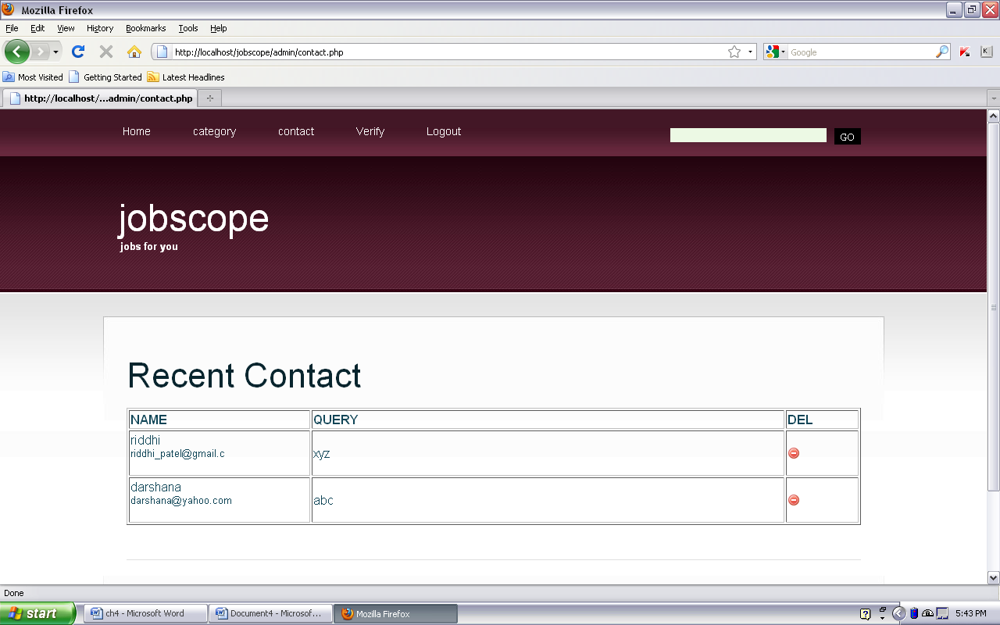 Mozilla Firefox
File Edit View History Bookmarks Tools Help
http://localhost/jobscope/admin/contact.php
Google
K
Most Visited Getting Started Latest Headlines
http://localhost/...admin/contact.php
Home category contact Verify Logout
GO
jobscope
jobs for you
Recent Contact
NAME QUERY DEL
riddhi
riddhi_patel@gmail.c
xyz
darshana
darshana@yahoo.com
abc
Done
start ch4 - Microsoft Word Document4 - Microsof... Mozilla Firefox 5:43 PM